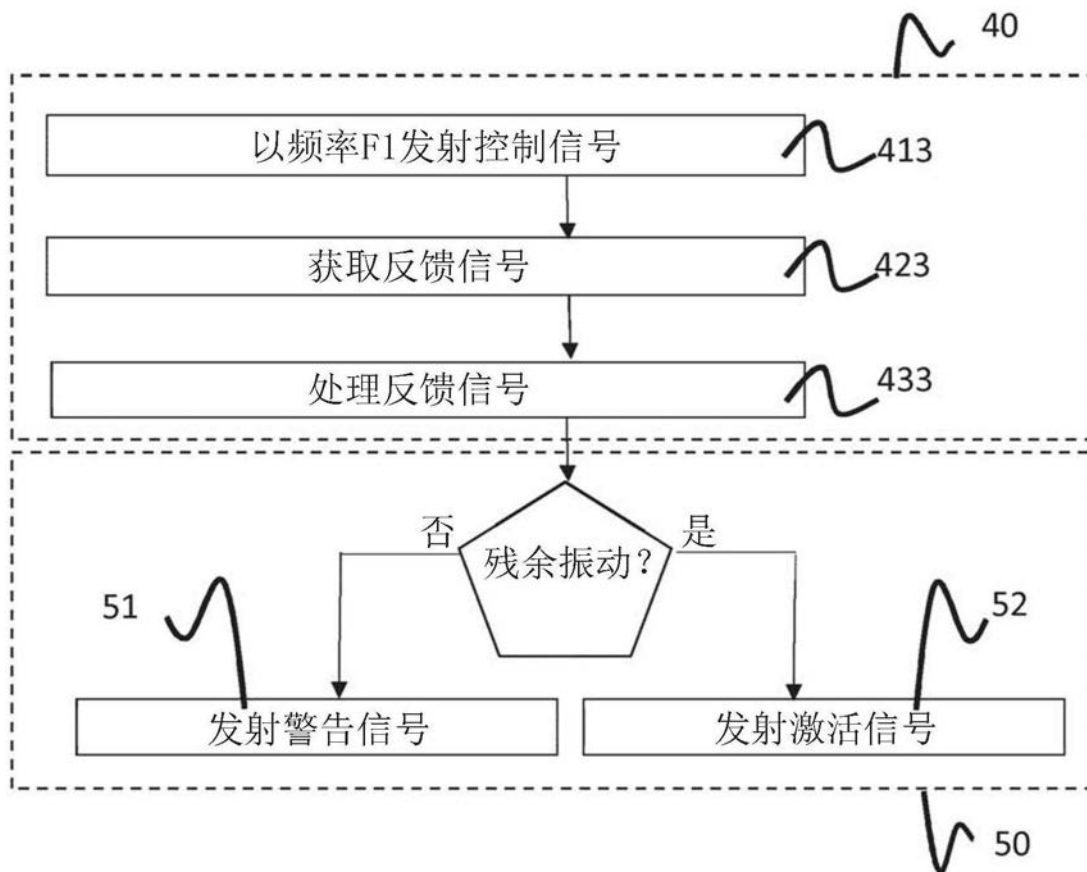 40
以频率F1发射控制信号
413
获取反馈信号
423
处理反馈信号
433
否
残余振动？
是
51
52
发射警告信号
发射激活信号
50